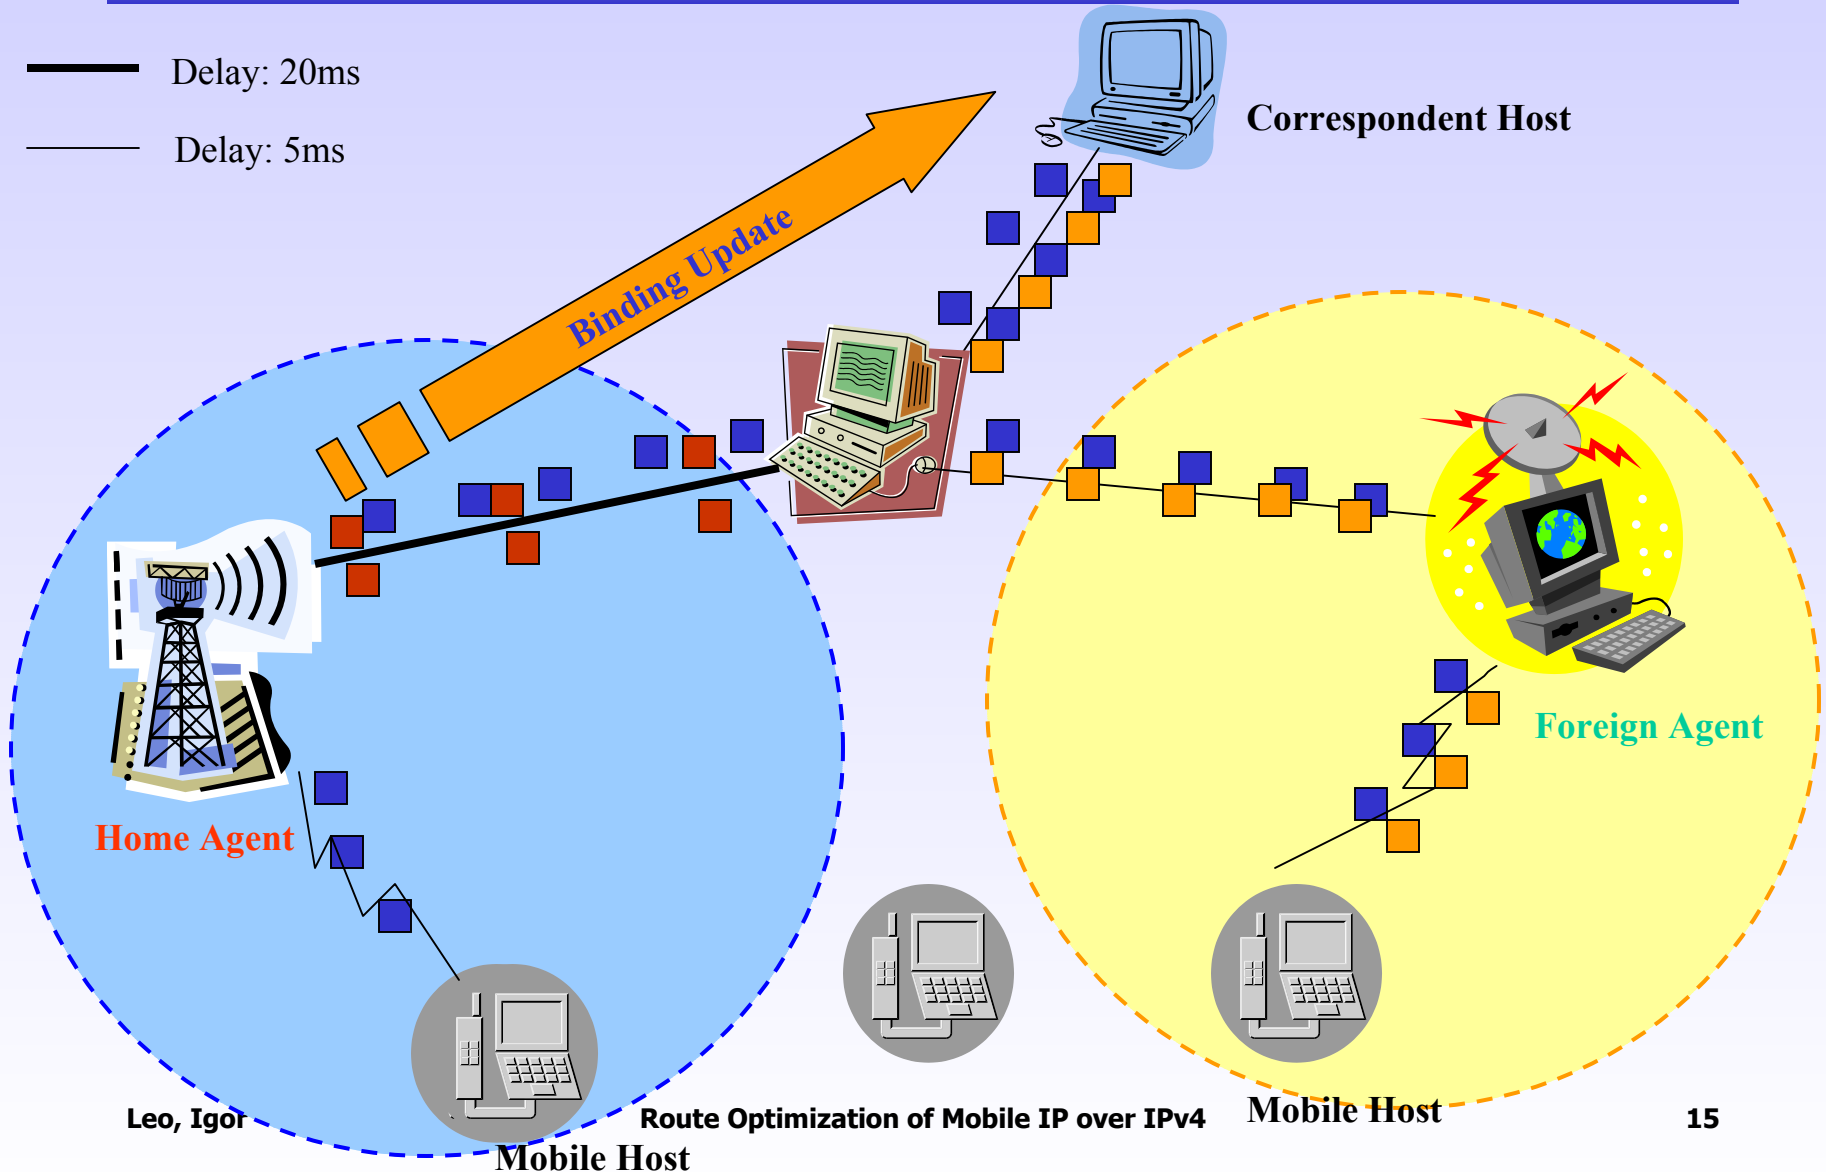 Delay: 20ms
Delay: 5ms
Correspondent Host
Binding Update
Home Agent
Foreign Agent
Mobile Host
Mobile Host
Leo, Igor
Route Optimization of Mobile IP over IPv4
15